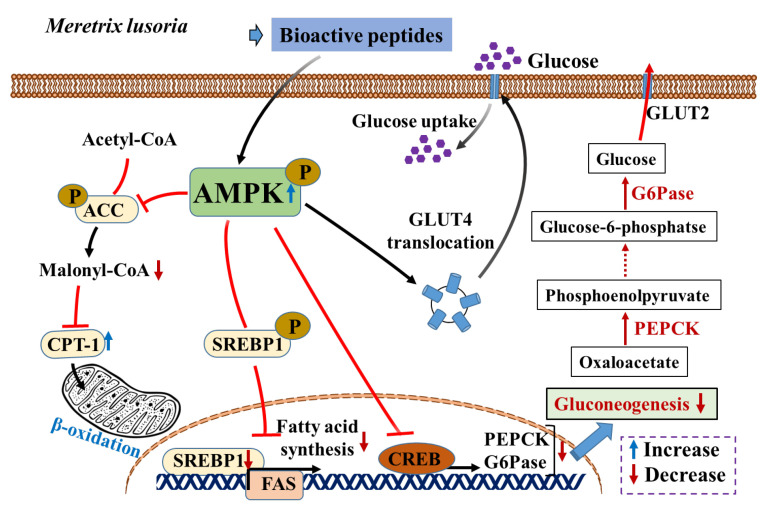 Meretrix lusoria
Bioactive peptides
Glucose
Glucose uptake
GLUT2
Acetyl-CoA
P
ACC
AMPK
P
GLUT4
translocation
Malonyl-CoA
CPT-1
β-oxidation
SREBP1
P
Glucose
G6Pase
Glucose-6-phosphatse
Phosphoenolpyruvate
PEPCK
Oxaloacetate
Gluconeogenesis
Fatty acid
synthesis
SREBP1
FAS
CREB
PEPCK
G6Pase
Increase
Decrease